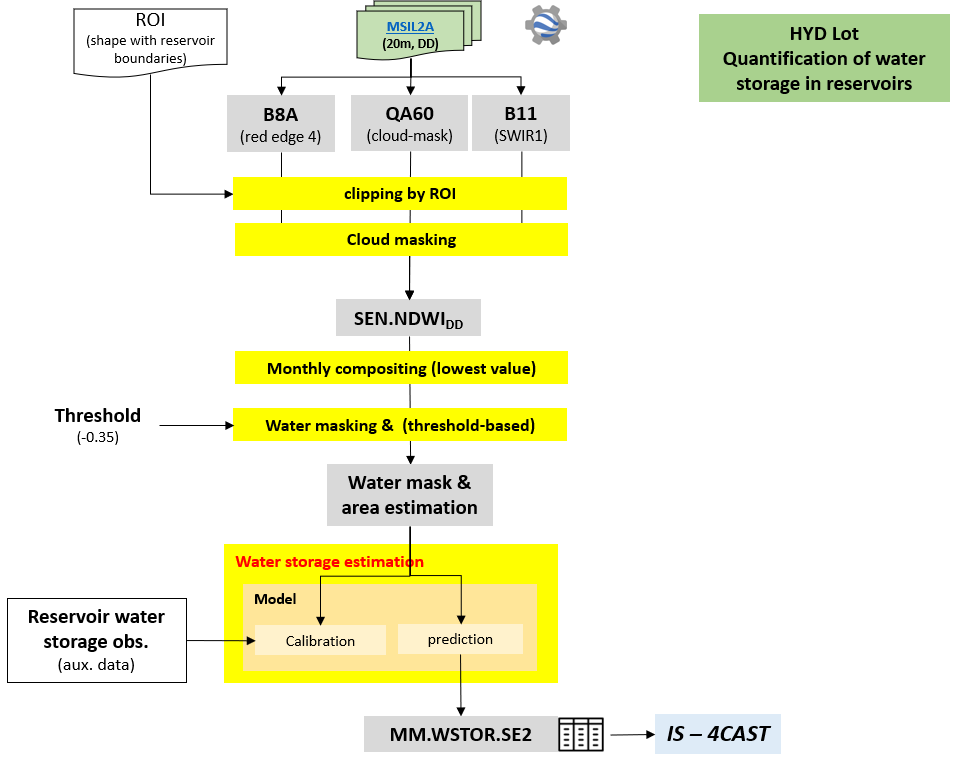 ROI
(shape with reservoir
boundaries)
MSIL2A
(20m, DD)
HYD Lot
Quantification of water
storage in reservoirs
B8A
(red edge 4)
QA60
(cloud-mask)
B11
(SWIR1)
clipping by ROI
Cloud masking
SEN.NDWIDD
Monthly compositing (lowest value)
Threshold
(-0.35)
Water masking &  (threshold-based)
Water mask &
area estimation
Water storage estimation
Model
Reservoir water
storage obs.
(aux. data)
Calibration
prediction
MM.WSTOR.SE2
IS – 4CAST